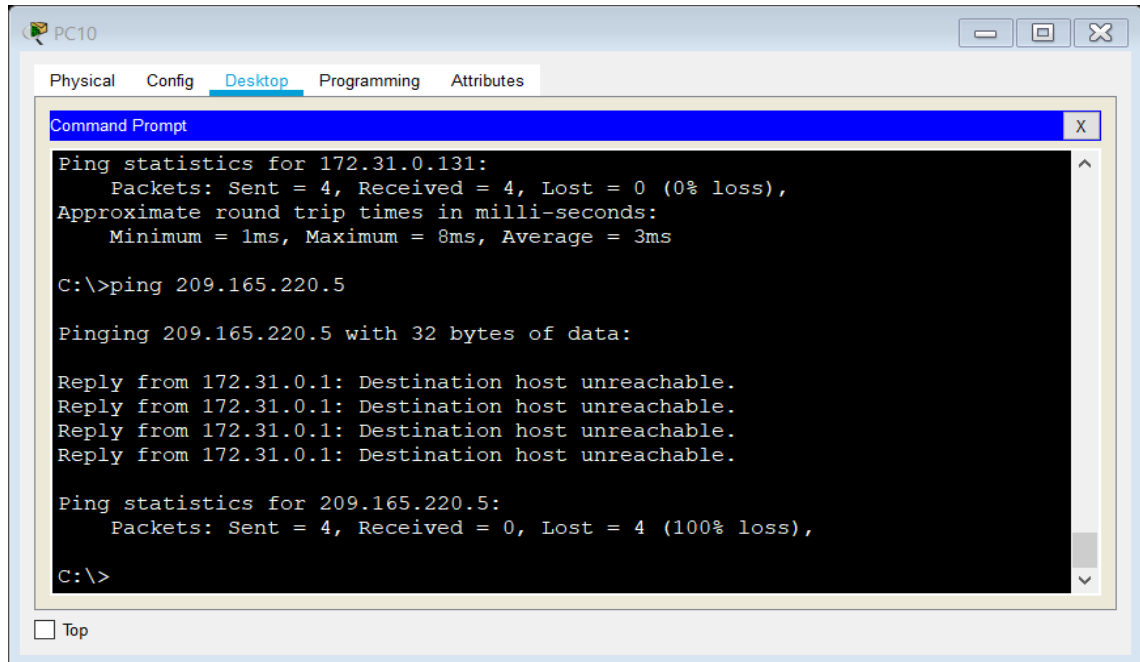 PC10
Physical Config Desktop Programming Attributes
Command Prompt X
Ping statistics for 172.31.0.131:
    Packets: Sent = 4, Received = 4, Lost = 0 (0% loss),
Approximate round trip times in milli-seconds:
    Minimum = 1ms, Maximum = 8ms, Average = 3ms
C:\>ping 209.165.220.5
Pinging 209.165.220.5 with 32 bytes of data:
Reply from 172.31.0.1: Destination host unreachable.
Reply from 172.31.0.1: Destination host unreachable.
Reply from 172.31.0.1: Destination host unreachable.
Reply from 172.31.0.1: Destination host unreachable.
Ping statistics for 209.165.220.5:
    Packets: Sent = 4, Received = 0, Lost = 4 (100% loss),
C:\>
Top